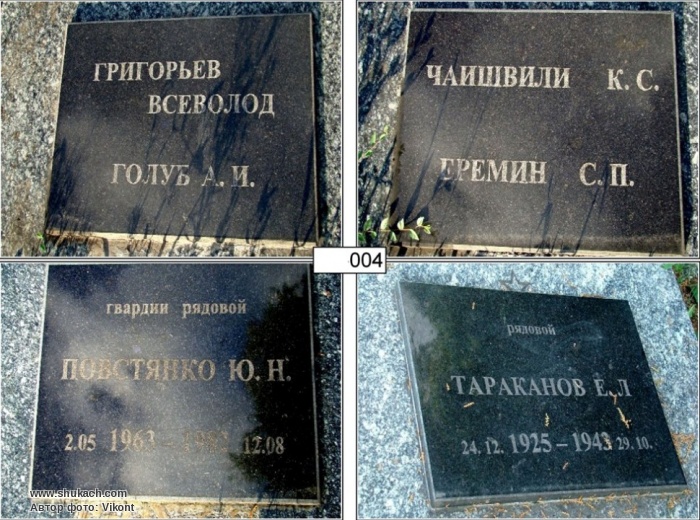 ГРИГОРЬЕВ
ВСЕВОЛОД
ГОЛУБ А. И.
ЧАИШВИЛИ К. С.
ЕРЕМИН С. П.
004
гвардии рядовой
ПОВСТЯНКО Ю. Н.
2.05 1963 – 12.08
рядовой
ТАРАКАНОВ Е. Л
24. 12. 1925 – 1943 29. 10.
www.shukach.com
Автор фото: Vikont